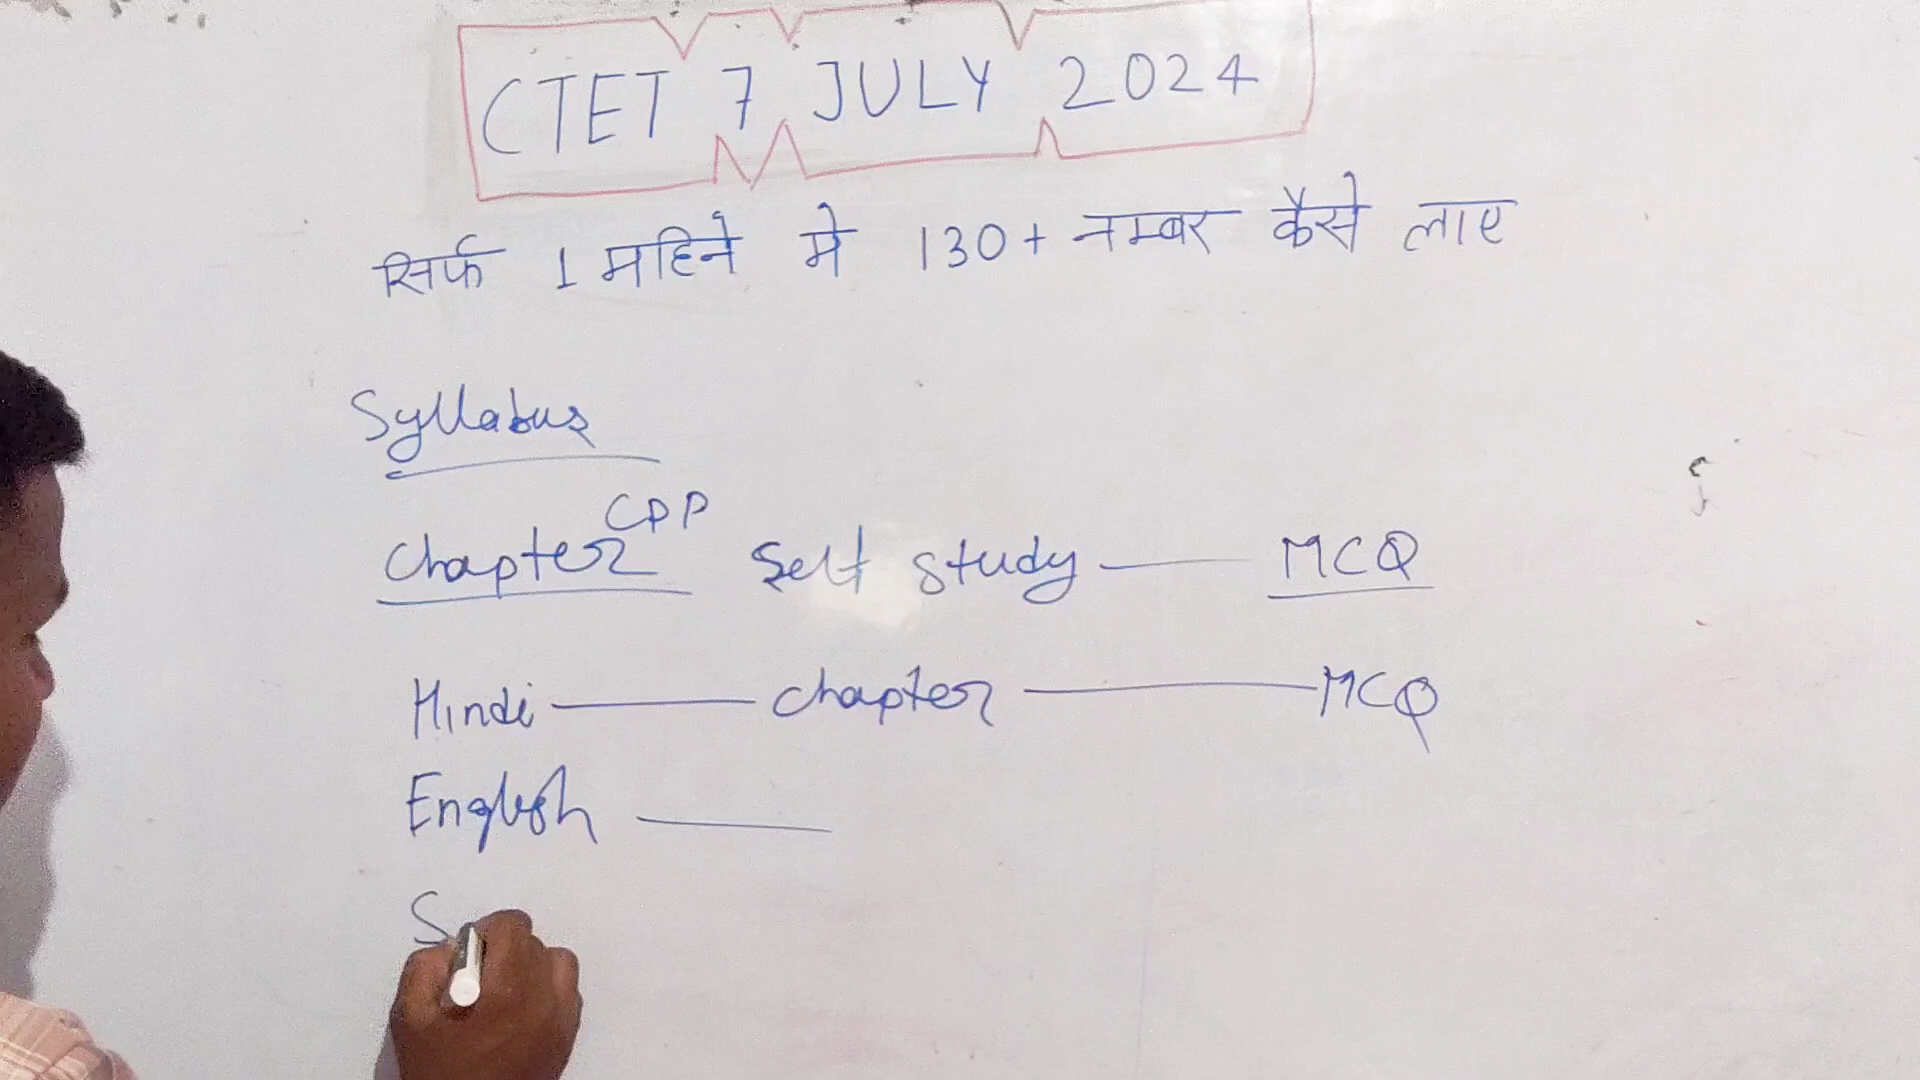 CTET 7 JULY 2024
सिर्फ 1 महिने मे 130+ नम्बर कैसे लाए
Syllabus
CDP
Chapter Self study — MCQ
Hindi — chapter — MCQ
English —
S